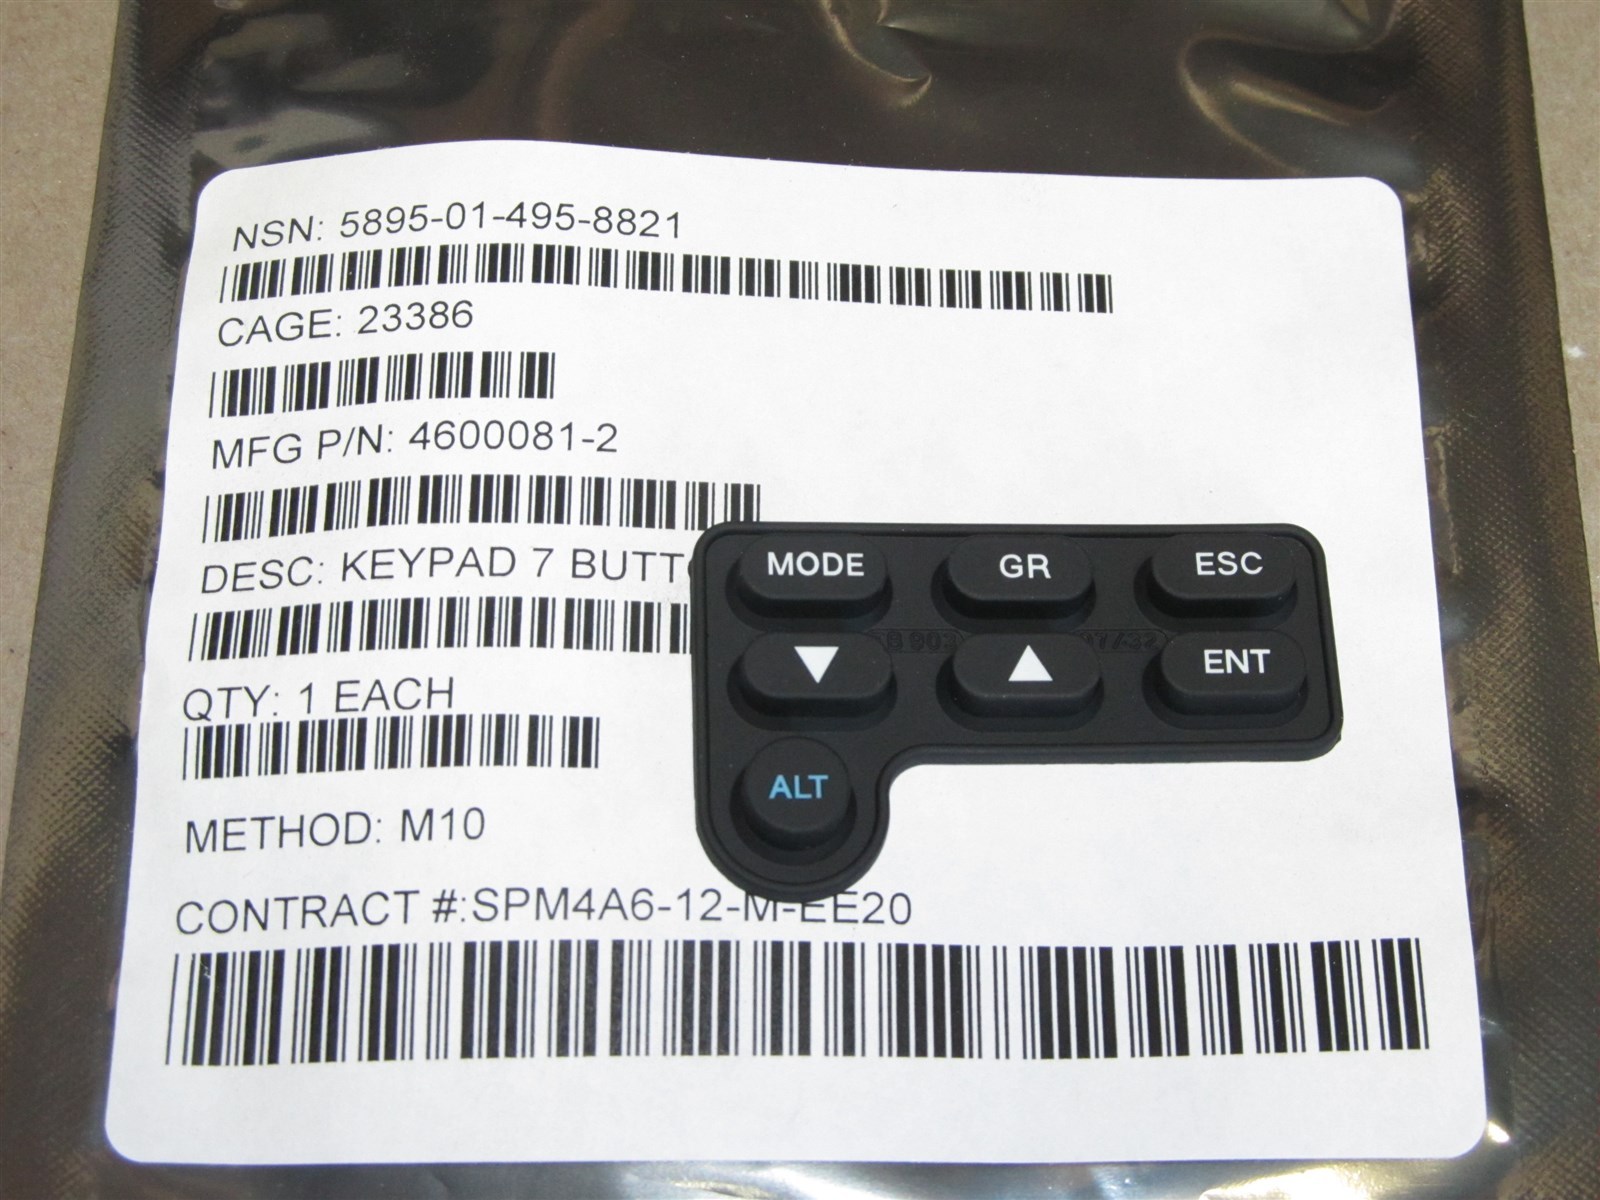 NSN: 5895-01-495-8821
CAGE: 23386
MFG P/N: 4600081-2
DESC: KEYPAD 7 BUTT
QTY: 1 EACH
METHOD: M10
CONTRACT #:SPM4A6-12-M-EE20
MODE GR ESC
▼ ▲ ENT
ALT